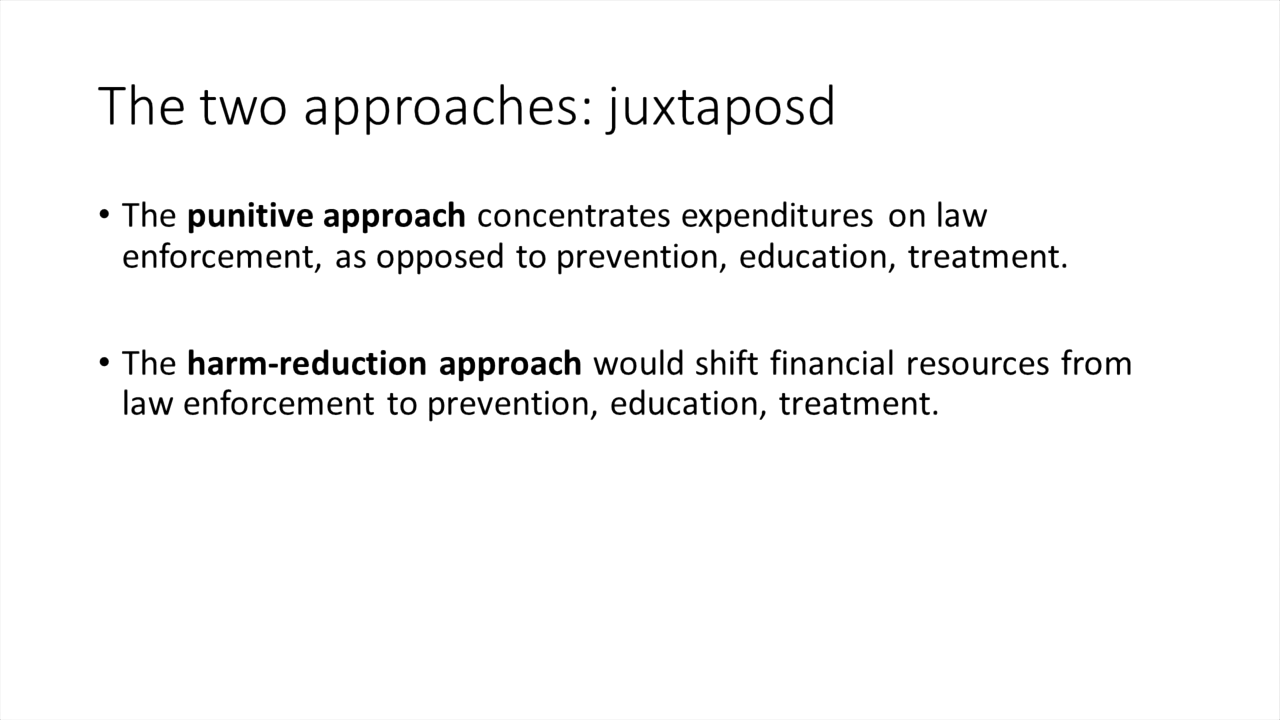 The two approaches: juxtaposd
• The punitive approach concentrates expenditures on law
enforcement, as opposed to prevention, education, treatment.
• The harm-reduction approach would shift financial resources from
law enforcement to prevention, education, treatment.